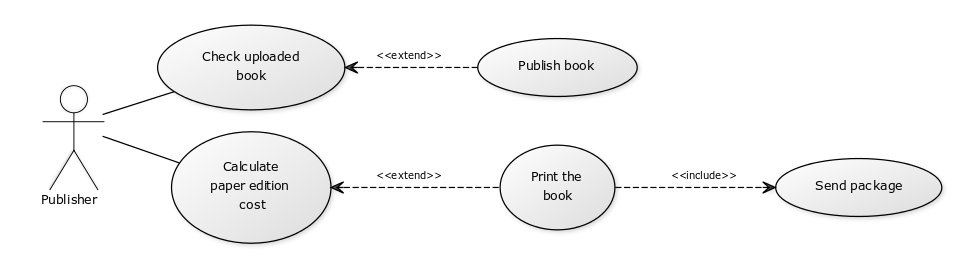 Check uploaded
book
<<extend>>
Publish book
Publisher
Calculate
paper edition
cost
<<extend>>
Print the
book
<<include>>
Send package